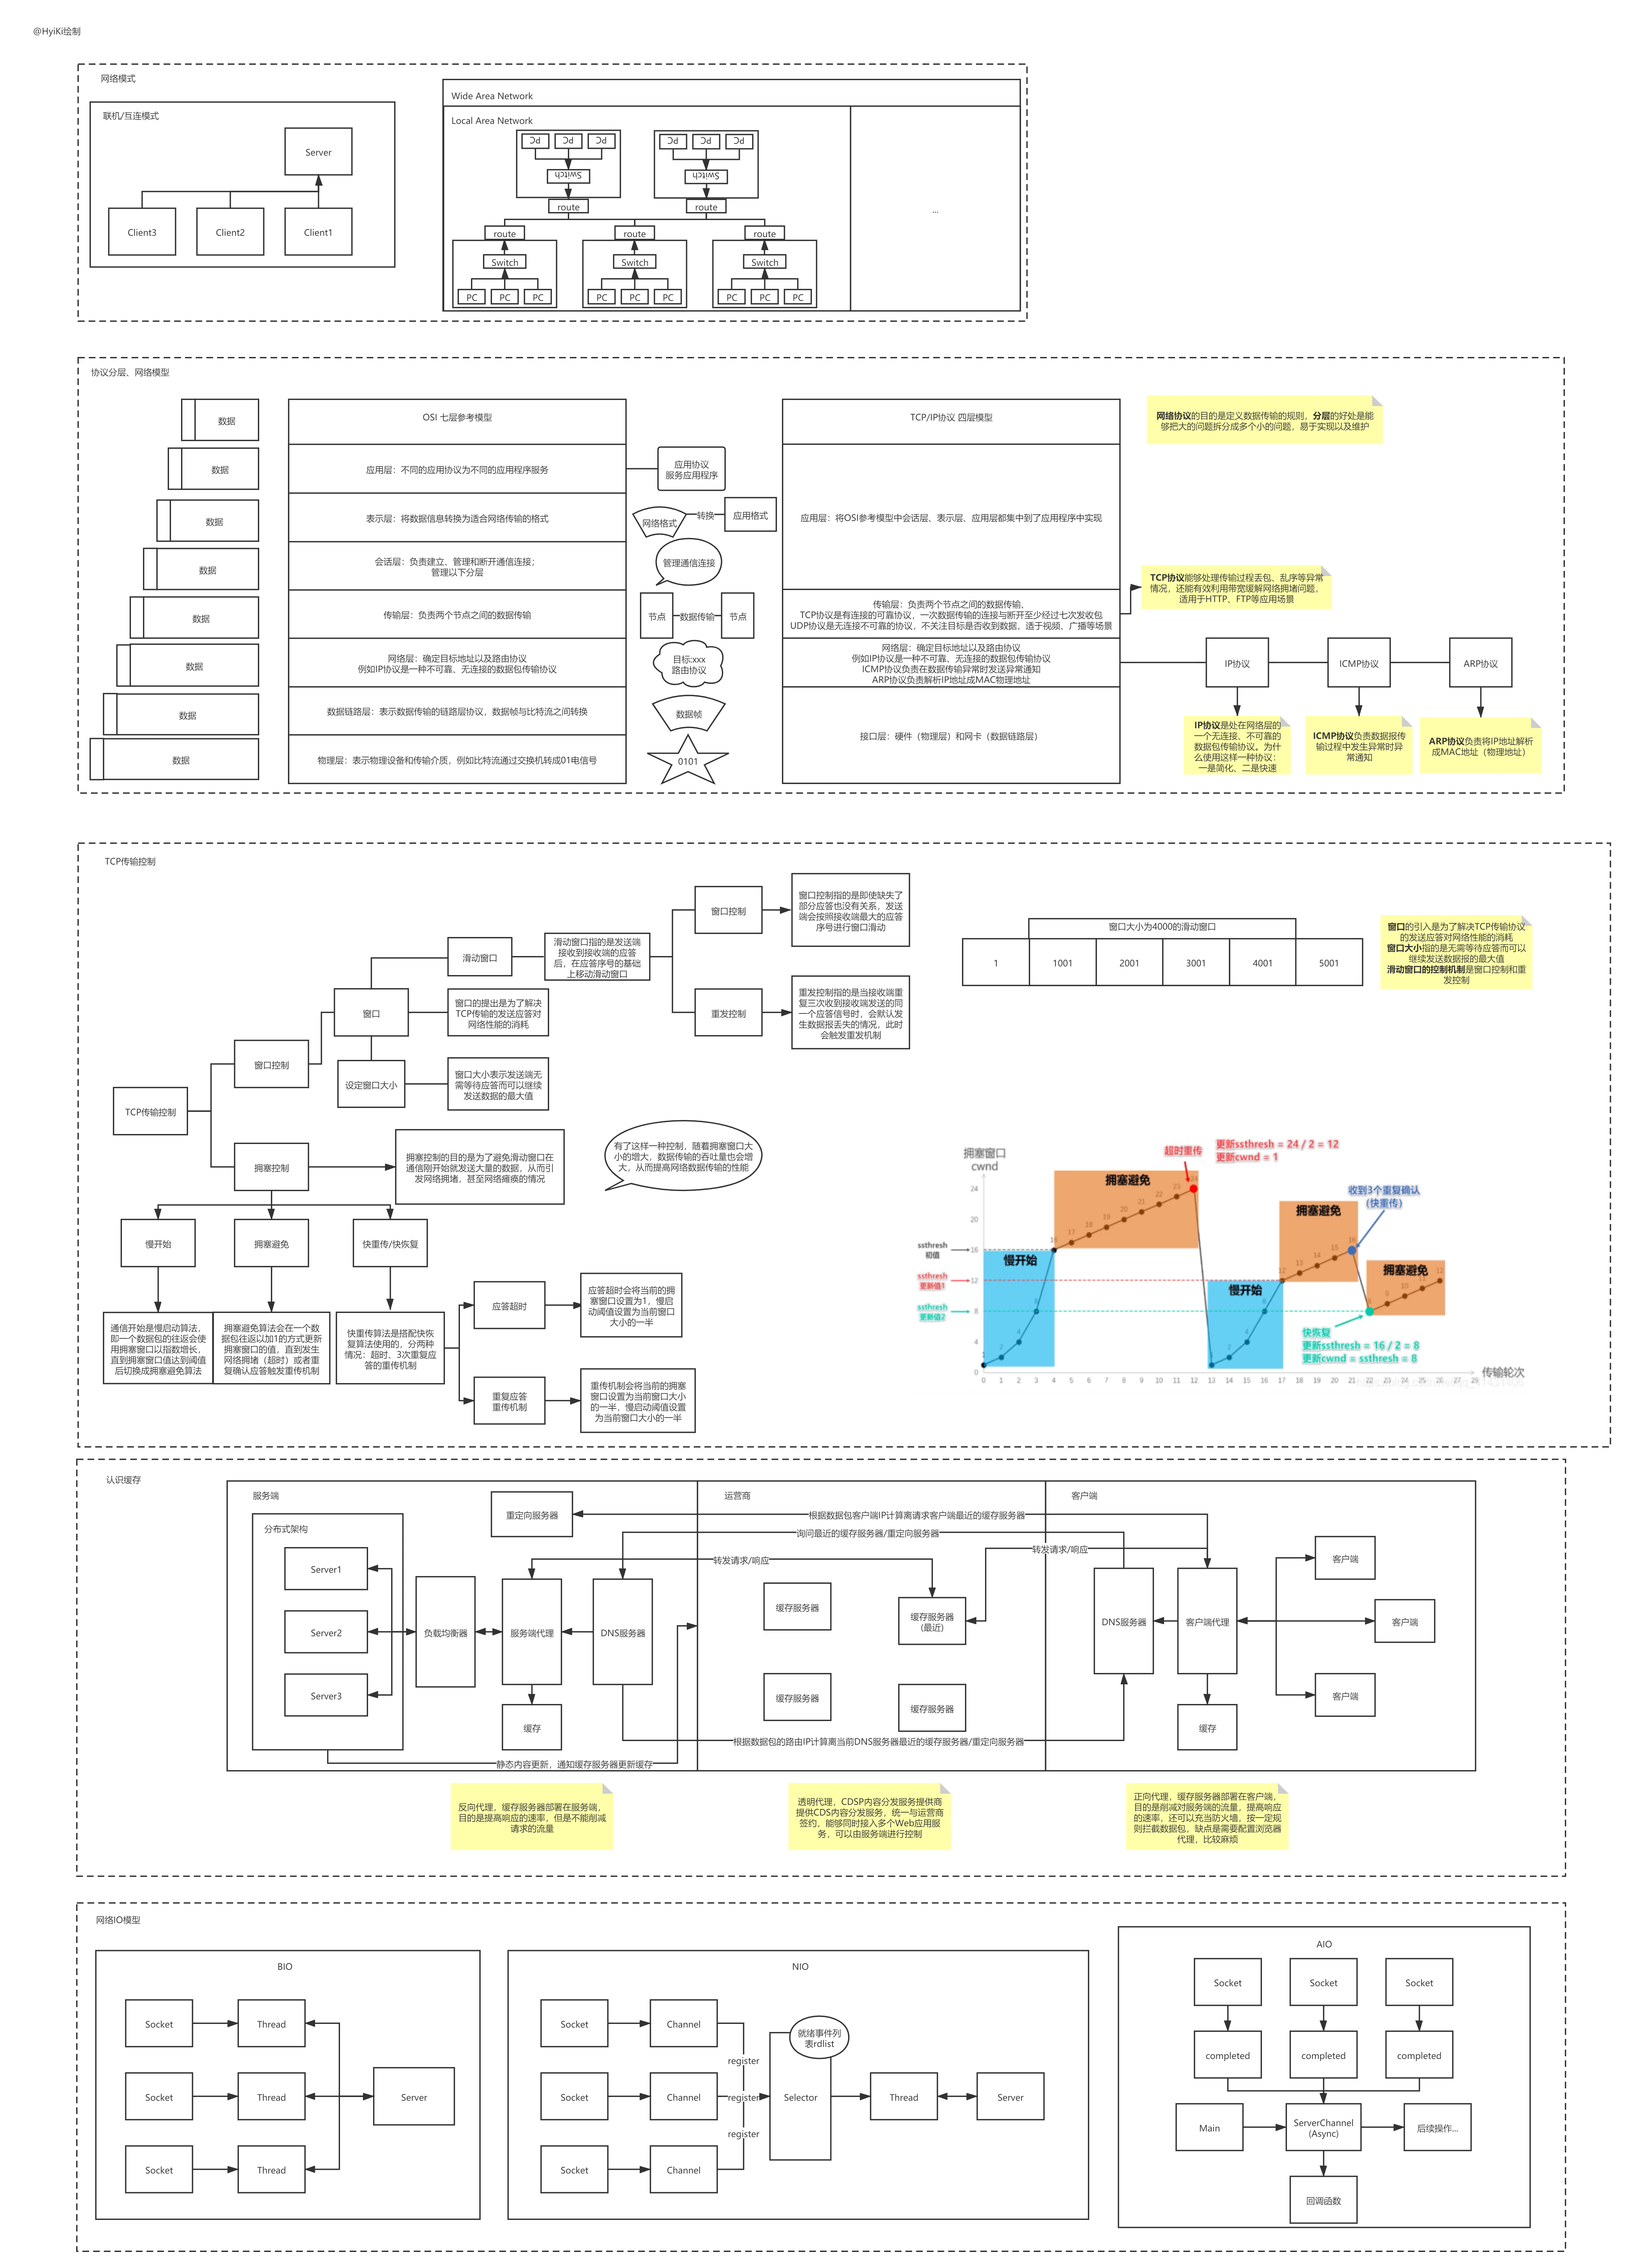 @HyiKi绘制
网络模式
联机/互连模式
Server
Client3
Client2
Client1
Wide Area Network
Local Area Network
PC
PC
PC
Switch
route
PC
PC
PC
Switch
route
route
Switch
PC
PC
PC
route
Switch
PC
PC
PC
route
Switch
PC
PC
PC
...
协议分层、网络模型
数据
数据
数据
数据
数据
数据
数据
数据
OSI 七层参考模型
应用层：不同的应用协议为不同的应用程序服务
表示层：将数据信息转换为适合网络传输的格式
会话层：负责建立、管理和断开通信连接；
管理以下分层
传输层：负责两个节点之间的数据传输
网络层：确定目标地址以及路由协议
例如IP协议是一种不可靠、无连接的数据包传输协议
数据链路层：表示数据传输的链路层协议，数据帧与比特流之间转换
物理层：表示物理设备和传输介质，例如比特流通过交换机转成01电信号
应用协议
服务应用程序
网络格式
转换
应用格式
管理通信连接
节点
数据传输
节点
目标:xxx
路由协议
数据帧
0101
TCP/IP协议 四层模型
应用层：将OSI参考模型中会话层、表示层、应用层都集中到了应用程序中实现
传输层：负责两个节点之间的数据传输、
TCP协议是有连接的可靠协议，一次数据传输的连接与断开至少经过七次发收包
UDP协议是无连接不可靠的协议，不关注目标是否收到数据，适于视频、广播等场景
网络层：确定目标地址以及路由协议
例如IP协议是一种不可靠、无连接的数据包传输协议
ICMP协议负责在数据传输异常时发送异常通知
ARP协议负责解析IP地址成MAC物理地址
接口层：硬件（物理层）和网卡（数据链路层）
网络协议的目的是定义数据传输的规则，分层的好处是能
够把大的问题拆分成多个小的问题，易于实现以及维护
TCP协议能够处理传输过程丢包、乱序等异常
情况，还能有效利用带宽缓解网络拥堵问题，
适用于HTTP、FTP等应用场景
IP协议
ICMP协议
ARP协议
IP协议是处在网络层的
一个无连接、不可靠的
数据包传输协议。为什
么使用这样一种协议：
一是简化、二是快速
ICMP协议负责数据报传
输过程中发生异常时异
常通知
ARP协议负责将IP地址解析
成MAC地址（物理地址）
TCP传输控制
TCP传输控制
窗口控制
拥塞控制
窗口
设定窗口大小
滑动窗口
窗口的提出是为了解决
TCP传输的发送应答对
网络性能的消耗
窗口大小表示发送端无
需等待应答而可以继续
发送数据的最大值
滑动窗口指的是发送端
接收到接收端的应答
后，在应答序号的基础
上移动滑动窗口
窗口控制
重发控制
窗口控制指的是即使缺失了
部分应答也没有关系，发送
端会按照接收端最大的应答
序号进行窗口滑动
重发控制指的是当接收端重
复三次收到接收端发送的同
一个应答信号时，会默认发
生数据报丢失的情况，此时
会触发重发机制
窗口大小为4000的滑动窗口
1
1001
2001
3001
4001
5001
窗口的引入是为了解决TCP传输协议
的发送应答对网络性能的消耗
窗口大小指的是无需等待应答而可以
继续发送数据报的最大值
滑动窗口的控制机制是窗口控制和重
发控制
拥塞控制的目的是为了避免滑动窗口在
通信刚开始就发送大量的数据，从而引
发网络拥堵，甚至网络瘫痪的情况
有了这样一种控制，随着拥塞窗口大
小的增大，数据传输的吞吐量也会增
大，从而提高网络数据传输的性能
慢开始
拥塞避免
快重传/快恢复
通信开始是慢启动算法，
即一个数据包的往返会使
用拥塞窗口以指数增长，
直到拥塞窗口值达到阈值
后切换成拥塞避免算法
拥塞避免算法会在一个数
据包往返以加1的方式更新
拥塞窗口的值，直到发生
网络拥堵（超时）或者重
复确认应答触发重传机制
快重传算法是搭配快恢
复算法使用的，分两种
情况：超时、3次重复应
答的重传机制
应答超时
重复应答
重传机制
应答超时会将当前的拥
塞窗口设置为1，慢启
动阈值设置为当前窗口
大小的一半
重传机制会将当前的拥塞
窗口设置为当前窗口大小
的一半，慢启动阈值设置
为当前窗口大小的一半
拥塞窗口
cwnd
24
20
16
12
8
4
0
ssthresh
初值
ssthresh
更新值1
ssthresh
更新值2
慢开始
拥塞避免
超时重传
更新ssthresh = 24 / 2 = 12
更新cwnd = 1
慢开始
拥塞避免
收到3个重复确认
（快重传）
拥塞避免
快恢复
更新ssthresh = 16 / 2 = 8
更新cwnd = ssthresh = 8
1 2 4 8 16 17 18 19 20 21 22 23 24
1 2 4 8 12 13 14 15 16
8 9 10 11 12
0 1 2 3 4 5 6 7 8 9 10 11 12 13 14 15 16 17 18 19 20 21 22 23 24 25 26 27 28 29
传输轮次
认识缓存
服务端
分布式架构
Server1
Server2
Server3
负载均衡器
重定向服务器
服务端代理
DNS服务器
缓存
运营商
缓存服务器
缓存服务器
(最近)
缓存服务器
缓存服务器
客户端
DNS服务器
客户端代理
缓存
客户端
客户端
客户端
根据数据包客户端IP计算离请求客户端最近的缓存服务器
询问最近的缓存服务器/重定向服务器
转发请求/响应
转发请求/响应
根据数据包的路由IP计算离当前DNS服务器最近的缓存服务器/重定向服务器
静态内容更新，通知缓存服务器更新缓存
反向代理，缓存服务器部署在服务端，
目的是提高响应的速率，但是不能削减
请求的流量
透明代理，CDSP内容分发服务提供商
提供CDS内容分发服务，统一与运营商
签约，能够同时接入多个Web应用服
务，可以由服务端进行控制
正向代理，缓存服务器部署在客户端，
目的是削减对服务端的流量，提高响应
的速率，还可以充当防火墙，按一定规
则拦截数据包，缺点是需要配置浏览器
代理，比较麻烦
网络IO模型
BIO
Socket
Thread
Socket
Thread
Server
Socket
Thread
NIO
Socket
Channel
register
Socket
Channel
register
Socket
Channel
register
就绪事件列
表rdlist
Selector
Thread
Server
AIO
Socket
Socket
Socket
completed
completed
completed
Main
ServerChannel
(Async)
后续操作...
回调函数